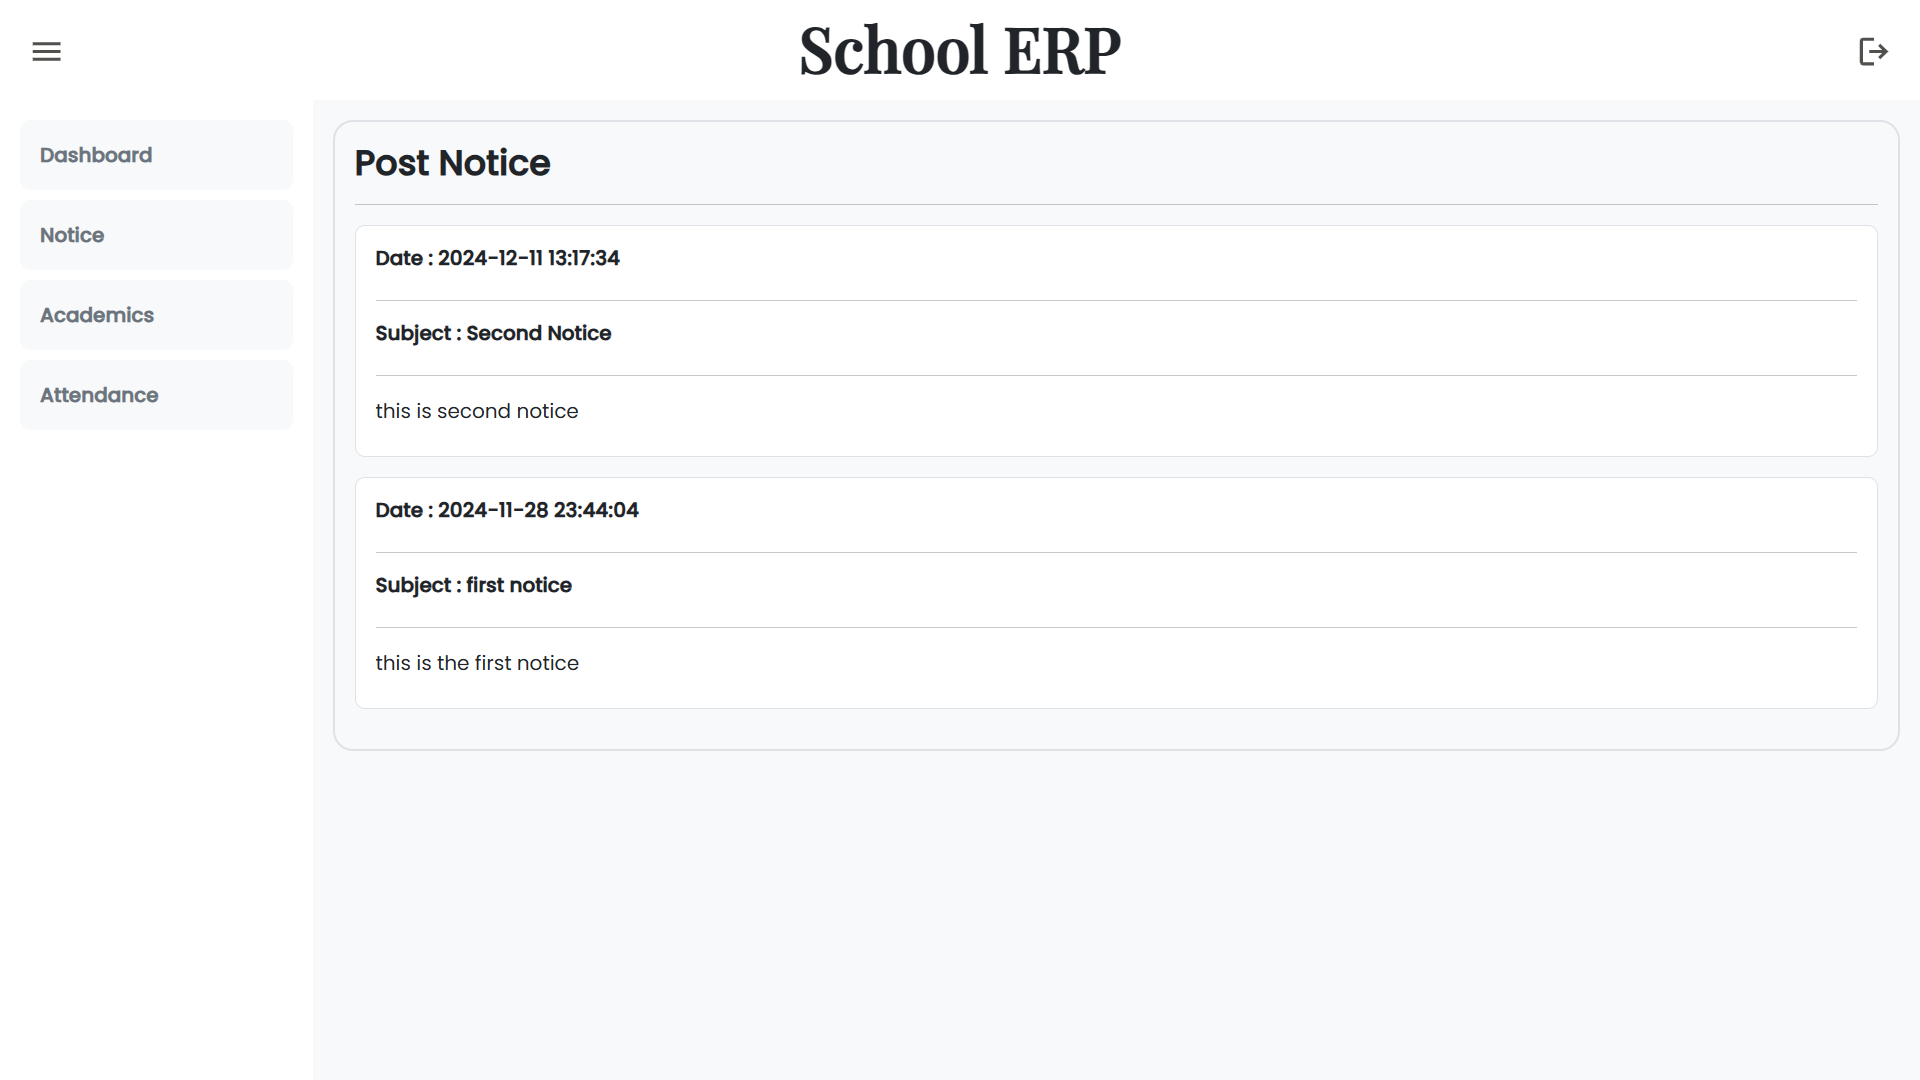 School ERP
Dashboard
Notice
Academics
Attendance
Post Notice
Date : 2024-12-11 13:17:34
Subject : Second Notice
this is second notice
Date : 2024-11-28 23:44:04
Subject : first notice
this is the first notice